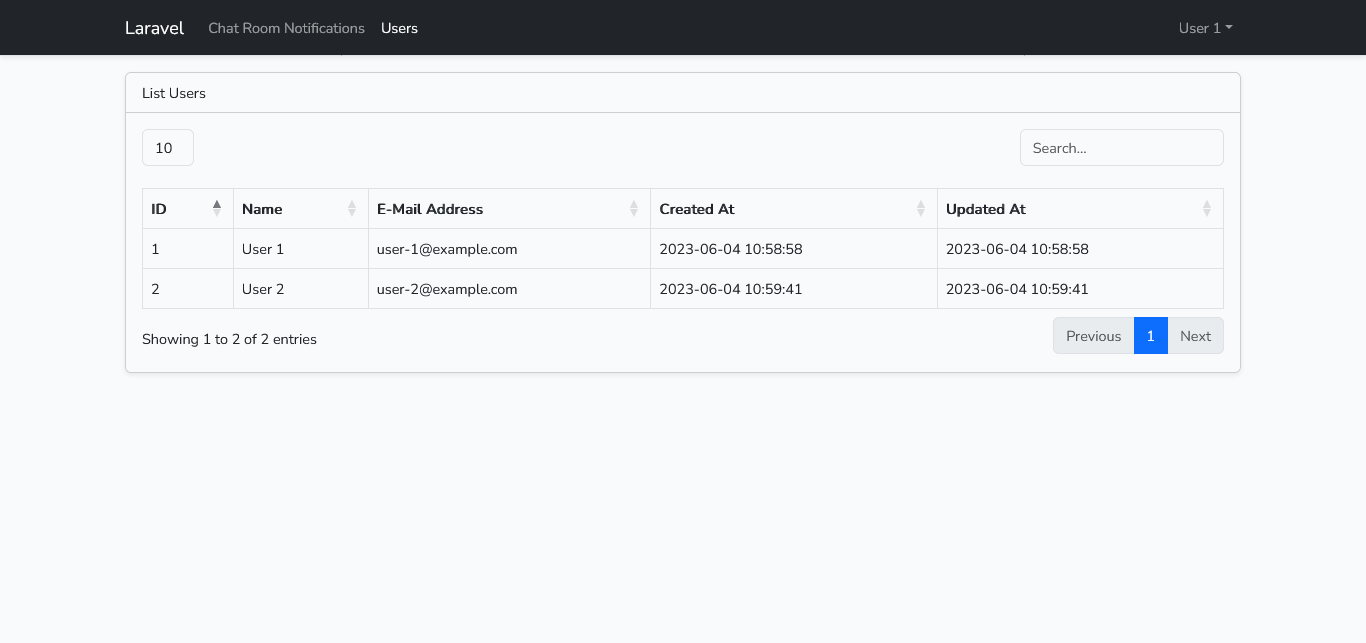 Laravel Chat Room Notifications Users User 1
List Users
10 Search...
ID Name E-Mail Address Created At Updated At
1 User 1 user-1@example.com 2023-06-04 10:58:58 2023-06-04 10:58:58
2 User 2 user-2@example.com 2023-06-04 10:59:41 2023-06-04 10:59:41
Showing 1 to 2 of 2 entries Previous 1 Next